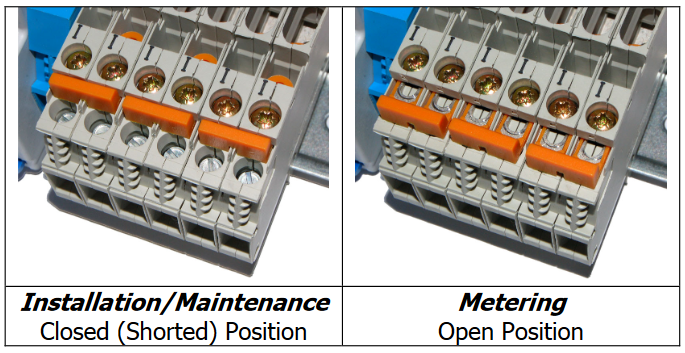 Installation/Maintenance
Closed (Shorted) Position
Metering
Open Position